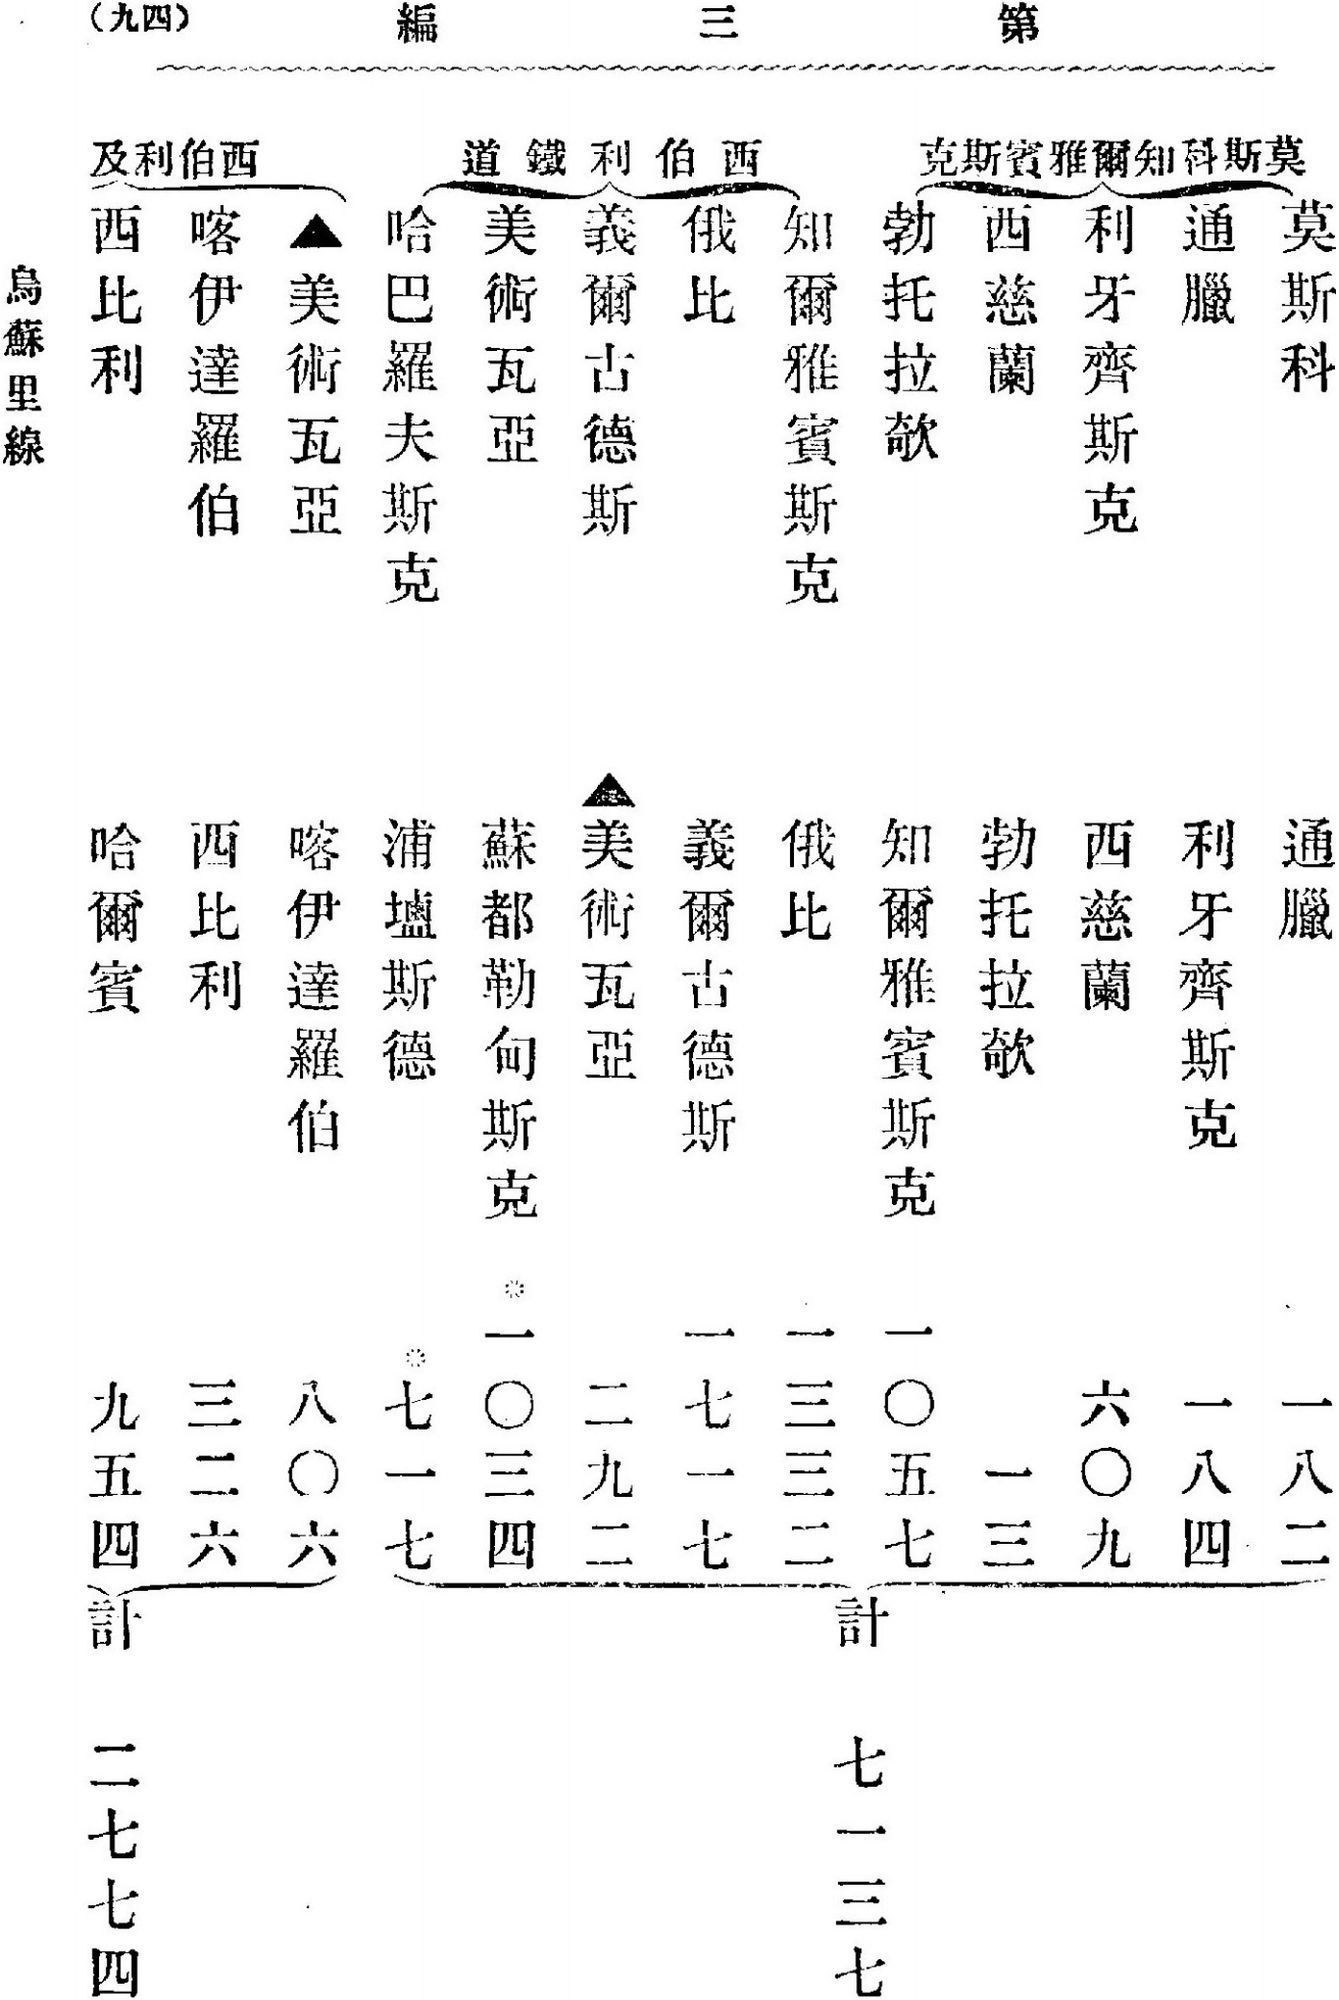 第三編
（四九）
莫斯科知爾雅賓斯克
莫斯科 通臘 一八二
通臘 利牙齊斯克 一八四
利牙齊斯克 西慈蘭 六〇九
西慈蘭 勃托拉欹 一三
勃托拉欹 知爾雅賓斯克 一〇五七
西伯利鐵道
知爾雅賓斯克 俄比 一三三二
俄比 義爾古德斯 一七一七
義爾古德斯 ▲美術瓦亞 二九二
美術瓦亞 蘇都勒甸斯克 ※一〇三四
哈巴羅夫斯克 浦塩斯德 ※七一七
計 七一三七
西伯利及
▲美術瓦亞 喀伊達羅伯 八〇六
喀伊達羅伯 西比利 三二六
西比利 哈爾賓 九五四
計 二七七四
烏蘇里線